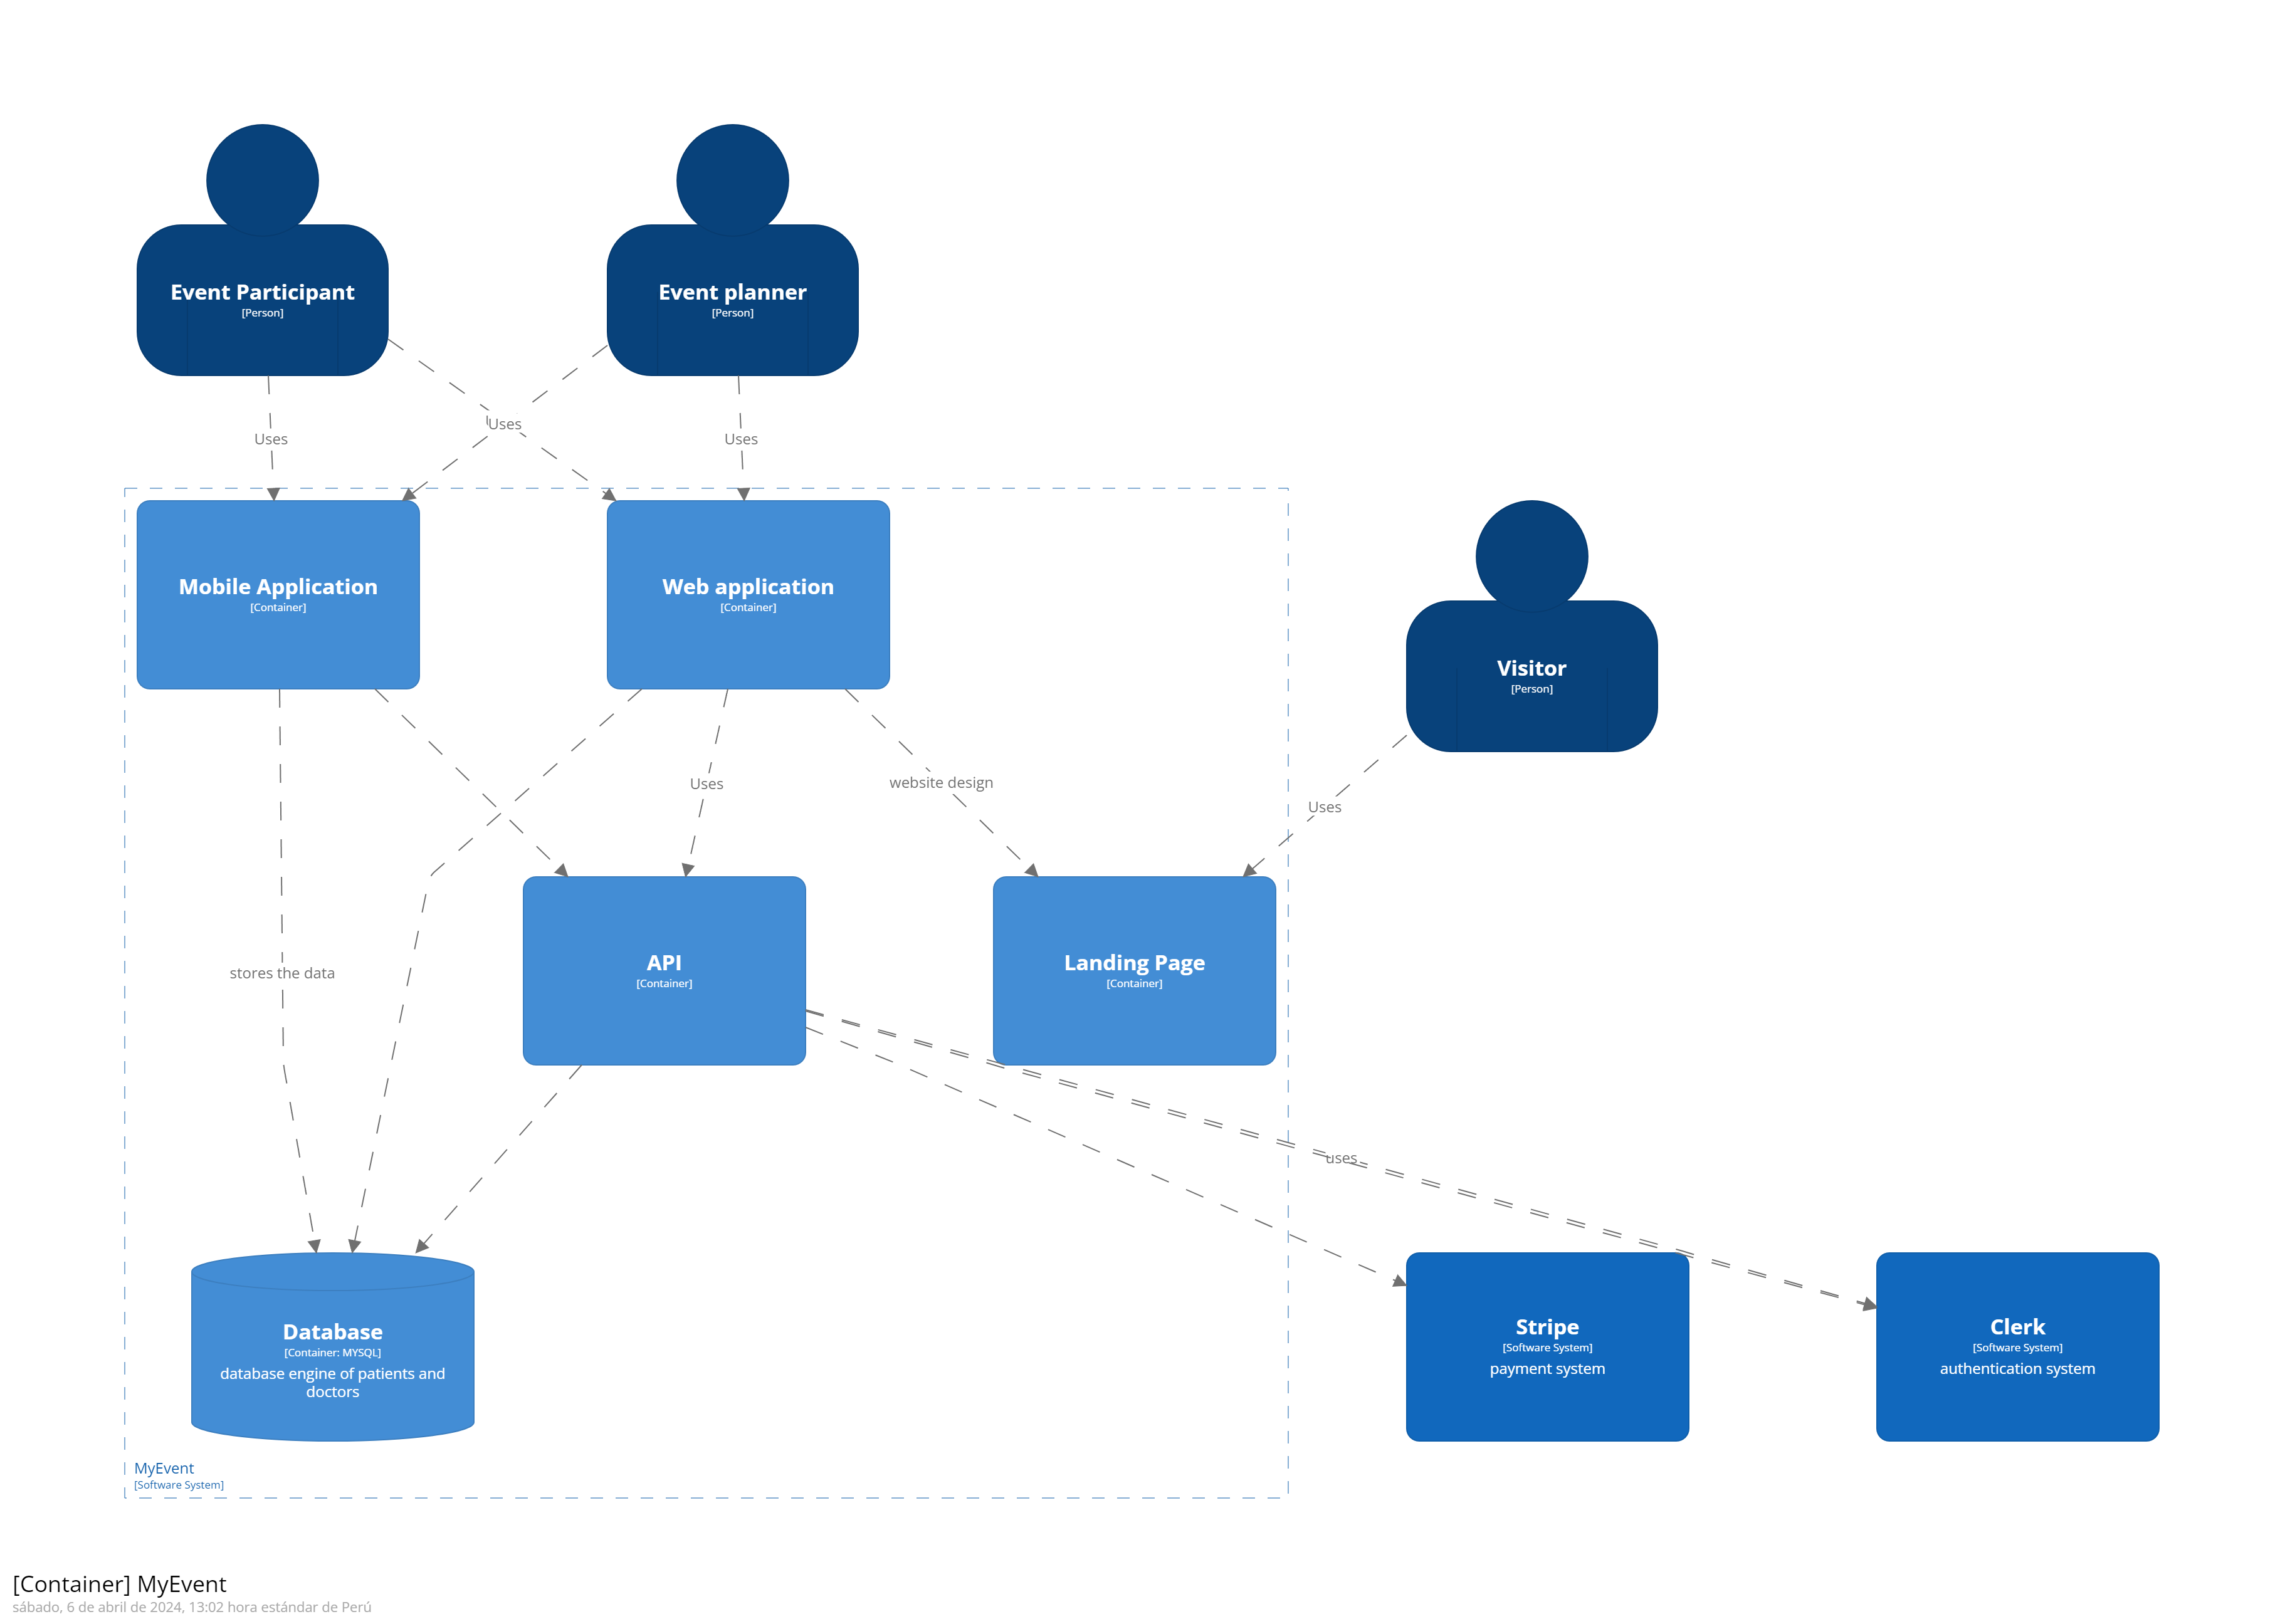 Event Participant
[Person]
Event planner
[Person]
Uses
Uses
Uses
Mobile Application
[Container]
Web application
[Container]
Visitor
[Person]
Uses
website design
Uses
API
[Container]
Landing Page
[Container]
stores the data
uses
Database
[Container: MYSQL]
database engine of patients and
doctors
Stripe
[Software System]
payment system
Clerk
[Software System]
authentication system
MyEvent
[Software System]
[Container] MyEvent
sábado, 6 de abril de 2024, 13:02 hora estándar de Perú